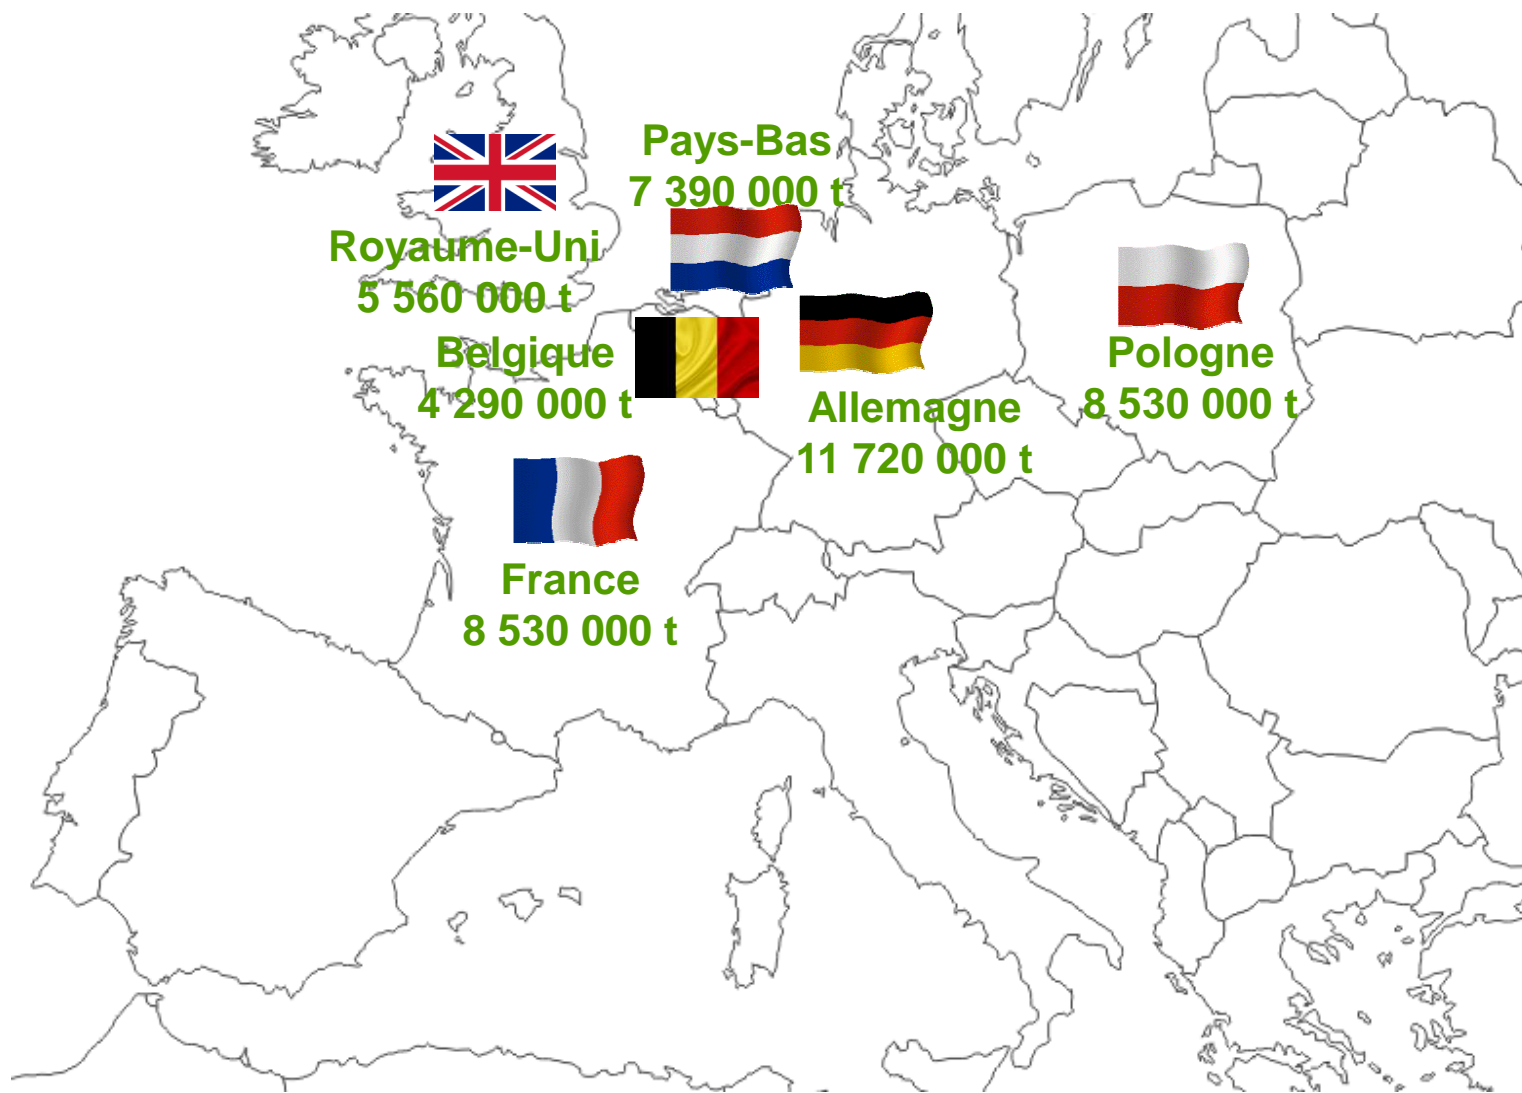 Pays-Bas
7 390 000 t
Royaume-Uni
5 560 000 t
Belgique
4 290 000 t
Allemagne
11 720 000 t
Pologne
8 530 000 t
France
8 530 000 t